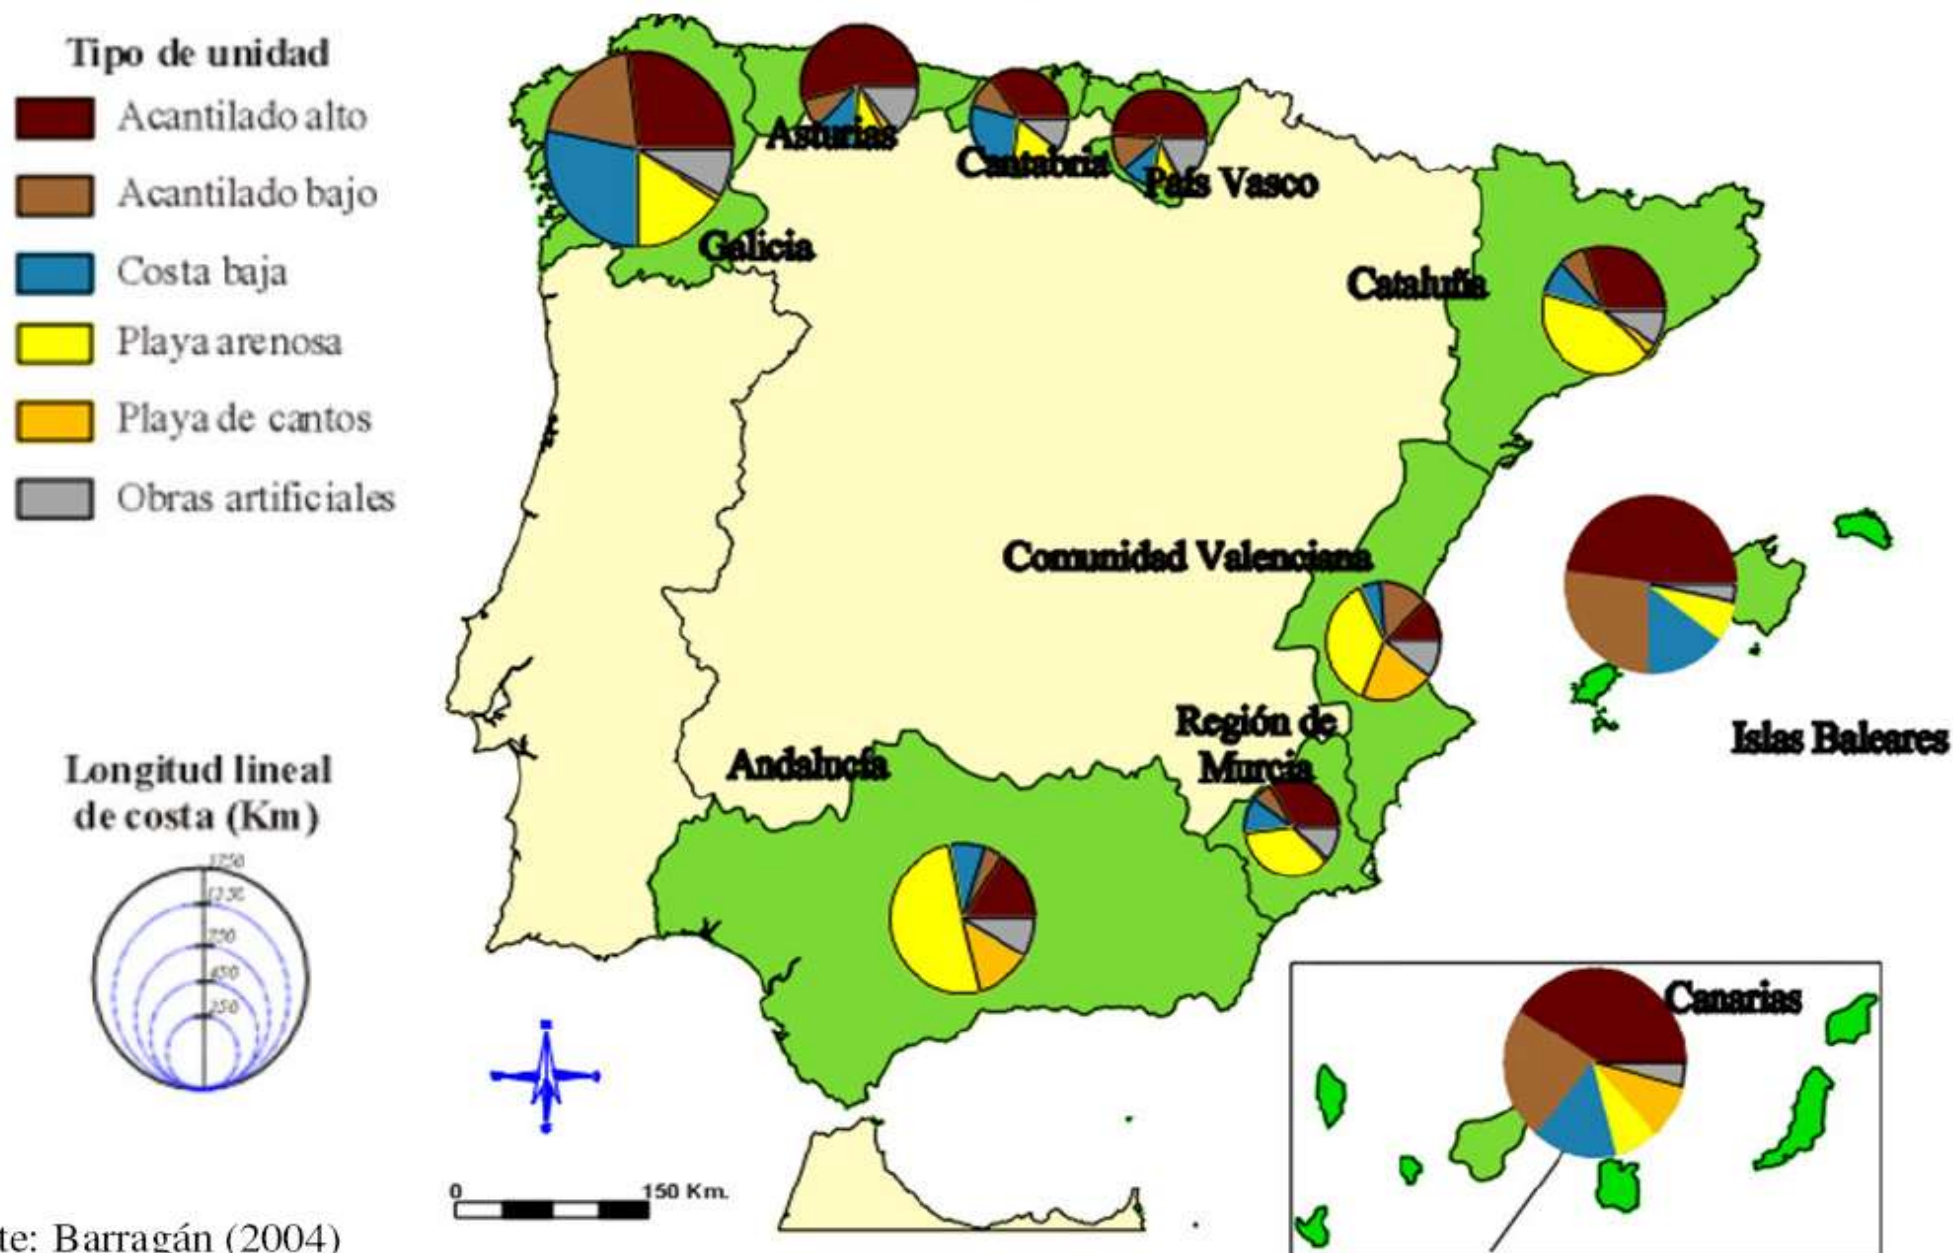 Tipo de unidad
Acantilado alto
Acantilado bajo
Costa baja
Playa arenosa
Playa de cantos
Obras artificiales
Asturias
Cantabria
País Vasco
Galicia
Cataluña
Comunidad Valenciana
Región de
Murcia
Islas Baleares
Andalucía
Canarias
Longitud lineal
de costa (Km)
750
450
0 150 Km.
te: Barragán (2004)